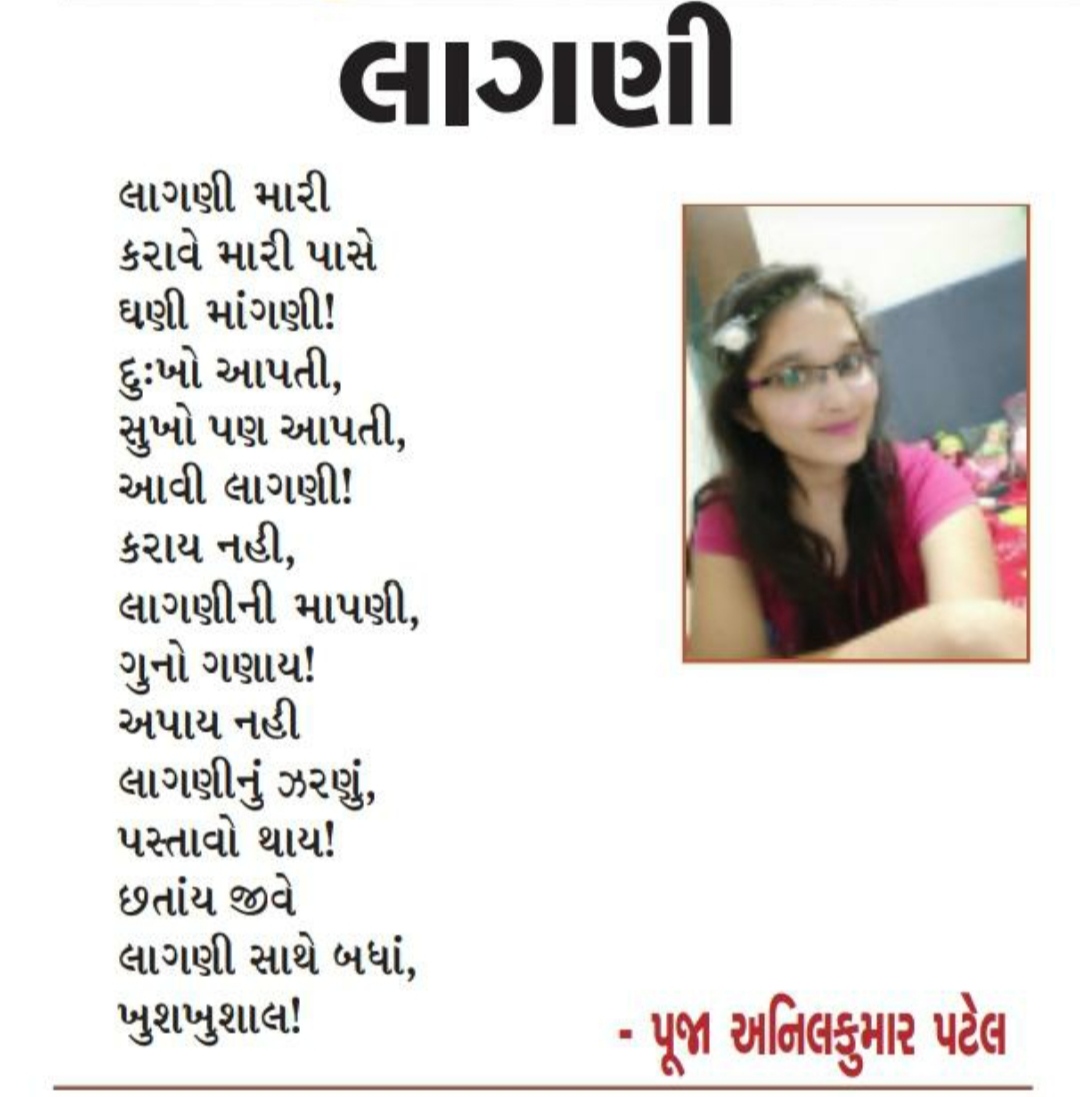 લાગણી
લાગણી મારી
કરાવે મારી પાસે
ઘણી માંગણી!
દુઃખો આપતી,
સુખો પણ આપતી,
આવી લાગણી!
કરાય નહી,
લાગણીની માપણી,
ગુનો ગણાય!
અપાય નહી
લાગણીનું ઝરણું,
પસ્તાવો થાય!
છતાંય જીવે
લાગણી સાથે બધાં,
ખુશખુશાલ!
- પૂજા અનિલકુમાર પટેલ